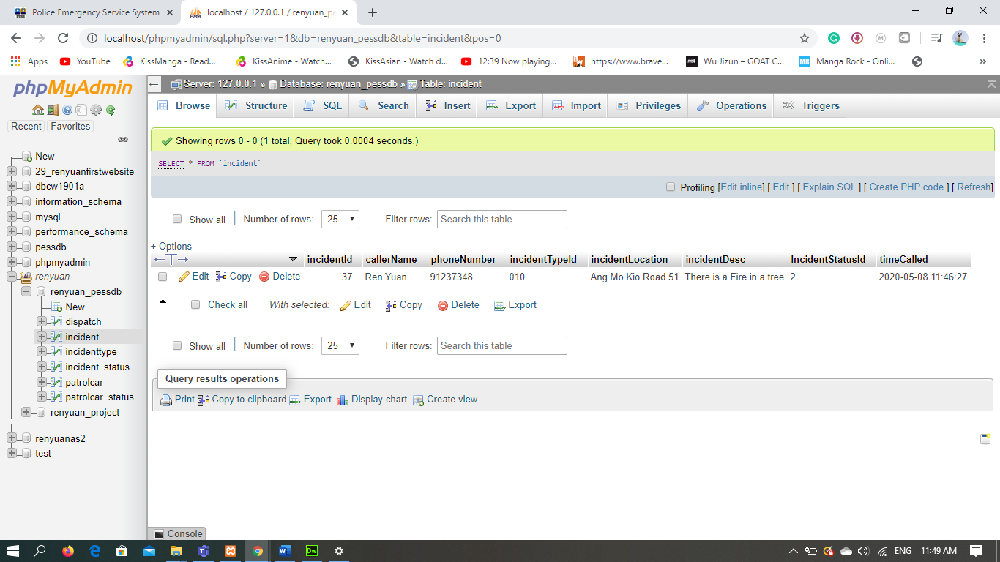 Police Emergency Service System
localhost / 127.0.0.1 / renyuan_pe
localhost/phpmyadmin/sql.php?server=1&db=renyuan_pessdb&table=incident&pos=0
Apps YouTube KissManga - Read... KissAnime - Watch... KissAsian - Watch d... 12:39 Now playing... https://www.brave... Wu Jizun – GOAT C... MR Manga Rock - Onlin... »
phpMyAdmin
Recent Favorites
New
29_renyuanfirstwebsite
dbcw1901a
information_schema
mysql
performance_schema
pessdb
phpmyadmin
renyuan
renyuan_pessdb
New
dispatch
incident
incidenttype
incident_status
patrolcar
patrolcar_status
renyuan_project
renyuanas2
test
Server: 127.0.0.1 » Database: renyuan_pessdb » Table: incident
Browse Structure SQL Search Insert Export Import Privileges Operations Triggers
Showing rows 0 - 0 (1 total, Query took 0.0004 seconds.)
SELECT * FROM `incident`
Profiling [Edit inline] [ Edit ] [ Explain SQL ] [ Create PHP code ] [ Refresh]
Show all Number of rows: 25 Filter rows: Search this table
+ Options
incidentId callerName phoneNumber incidentTypeId incidentLocation incidentDesc IncidentStatusId timeCalled
Edit Copy Delete 37 Ren Yuan 91237348 010 Ang Mo Kio Road 51 There is a Fire in a tree 2 2020-05-08 11:46:27
Check all With selected: Edit Copy Delete Export
Show all Number of rows: 25 Filter rows: Search this table
Query results operations
Print Copy to clipboard Export Display chart Create view
Console
Dw ENG 11:49 AM